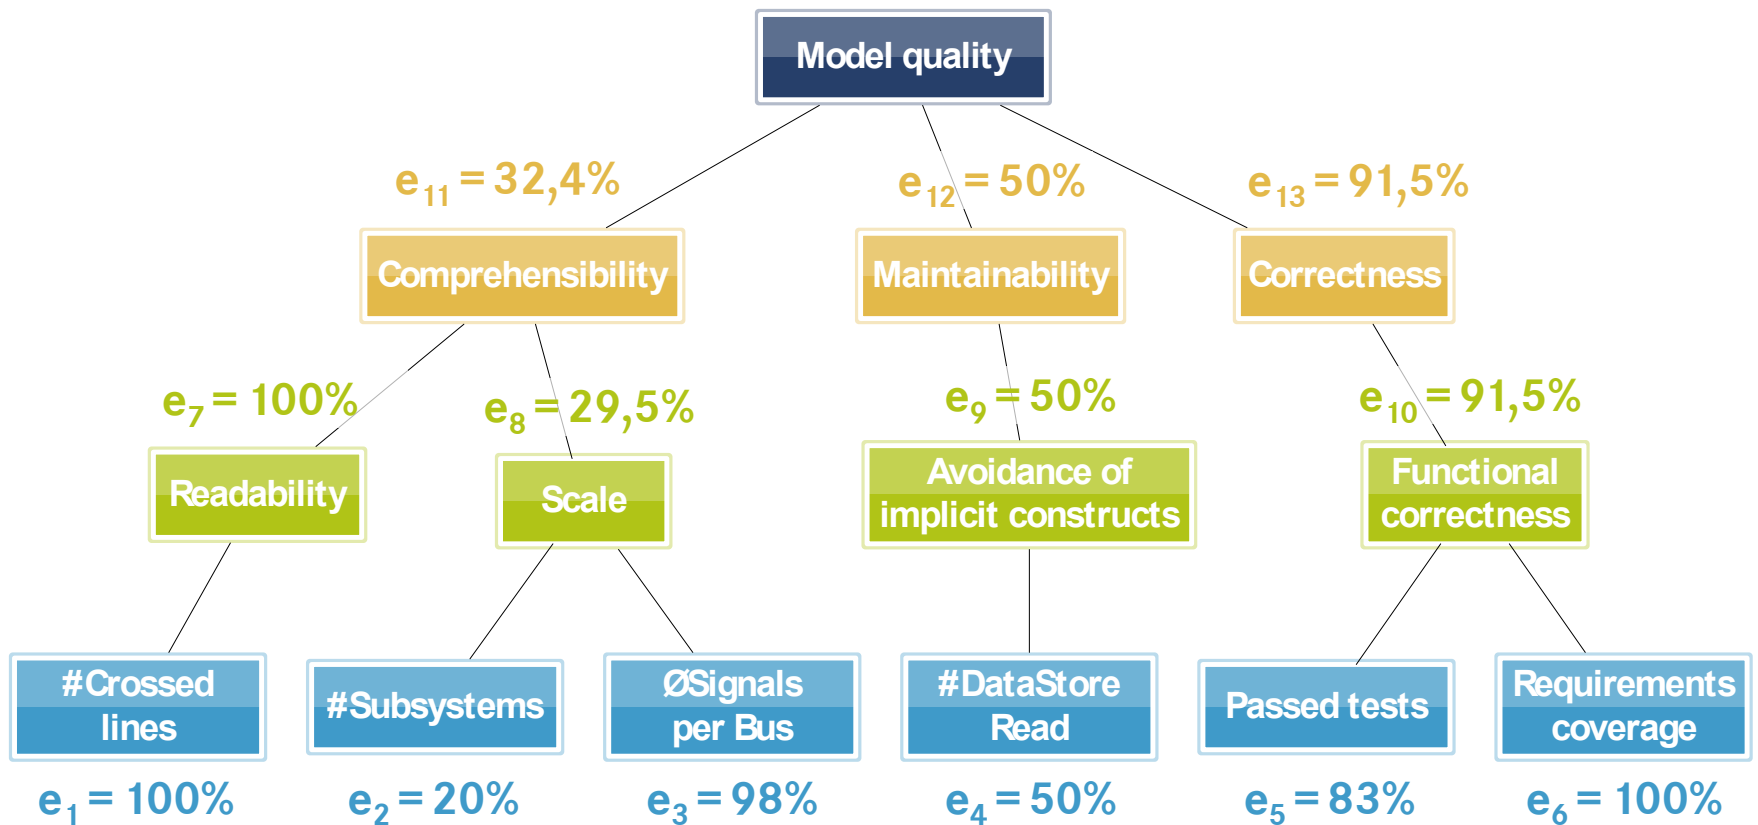 Model quality
e11 = 32,4%
e12 = 50%
e13 = 91,5%
Comprehensibility
Maintainability
Correctness
e7 = 100%
e8 = 29,5%
e9 = 50%
e10 = 91,5%
Readability
Scale
Avoidance of
implicit constructs
Functional
correctness
#Crossed
lines
#Subsystems
ØSignals
per Bus
#DataStore
Read
Passed tests
Requirements
coverage
e1 = 100%
e2 = 20%
e3 = 98%
e4 = 50%
e5 = 83%
e6 = 100%